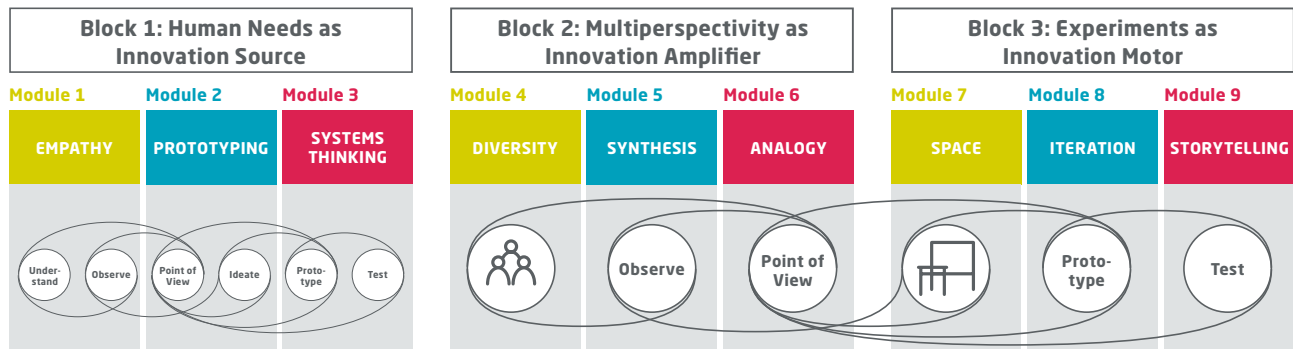 Block 1: Human Needs as
Innovation Source
Block 2: Multiperspectivity as
Innovation Amplifier
Block 3: Experiments as
Innovation Motor
Module 1
Module 2
Module 3
Module 4
Module 5
Module 6
Module 7
Module 8
Module 9
EMPATHY
PROTOTYPING
SYSTEMS
THINKING
DIVERSITY
SYNTHESIS
ANALOGY
SPACE
ITERATION
STORYTELLING
Under-
stand
Observe
Point of
View
Ideate
Proto-
type
Test
Observe
Point of
View
Proto-
type
Test